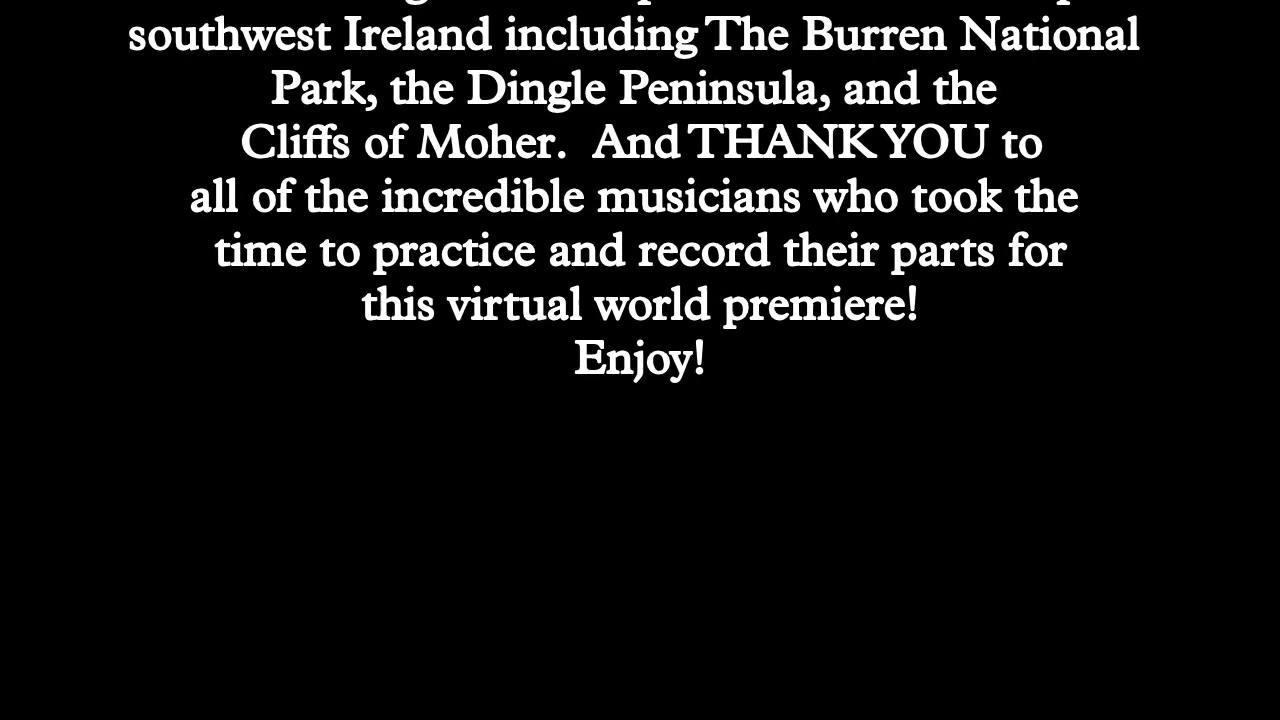 southwest Ireland including The Burren National
Park, the Dingle Peninsula, and the
Cliffs of Moher.  And THANK YOU to
all of the incredible musicians who took the
time to practice and record their parts for
this virtual world premiere!
Enjoy!